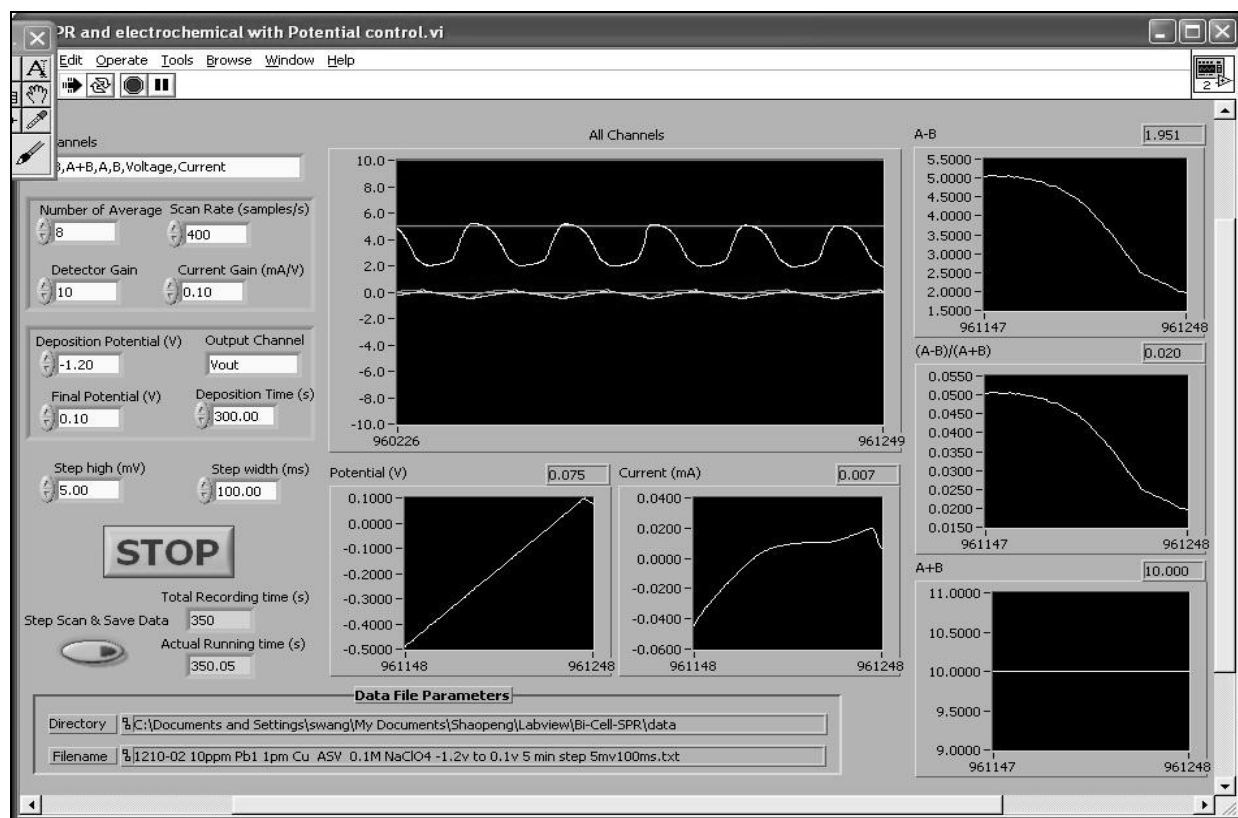 PR and electrochemical with Potential control.vi
Edit Operate Tools Browse Window Help
2
annels
All Channels
A-B
1.951
B,A+B,A,B,Voltage,Current
Number of Average
Scan Rate (samples/s)
8
400
Detector Gain
Current Gain (mA/V)
10
0.10
Deposition Potential (V)
Output Channel
-1.20
Vout
Final Potential (V)
Deposition Time (s)
0.10
300.00
Step high (mV)
Step width (ms)
5.00
100.00
STOP
Total Recording time (s)
Step Scan & Save Data
350
Actual Running time (s)
350.05
10.0
8.0
6.0
4.0
2.0
0.0
-2.0
-4.0
-6.0
-8.0
-10.0
960226
961249
Potential (V)
0.075
0.1000
0.0000
-0.1000
-0.2000
-0.3000
-0.4000
-0.5000
961148
961248
Current (mA)
0.007
0.0400
0.0200
0.0000
-0.0200
-0.0400
-0.0600
961148
961248
5.5000
5.0000
4.5000
4.0000
3.5000
3.0000
2.5000
2.0000
1.5000
961147
961248
(A-B)/(A+B)
0.020
0.0550
0.0500
0.0450
0.0400
0.0350
0.0300
0.0250
0.0200
0.0150
961147
961248
A+B
10.000
11.0000
10.5000
10.0000
9.5000
9.0000
961147
961248
Data File Parameters
Directory
C:\Documents and Settings\swang\My Documents\Shaopeng\Labview\Bi-Cell-SPR\data
Filename
1210-02 10ppm Pb1 1pm Cu ASV 0.1M NaClO4 -1.2v to 0.1v 5 min step 5mv100ms.txt